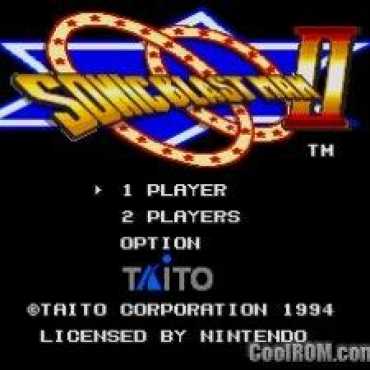 SONIC BLAST MAN II
TM
1 PLAYER
2 PLAYERS
OPTION
TAITO
©TAITO CORPORATION 1994
LICENSED BY NINTENDO
CoolROM.com